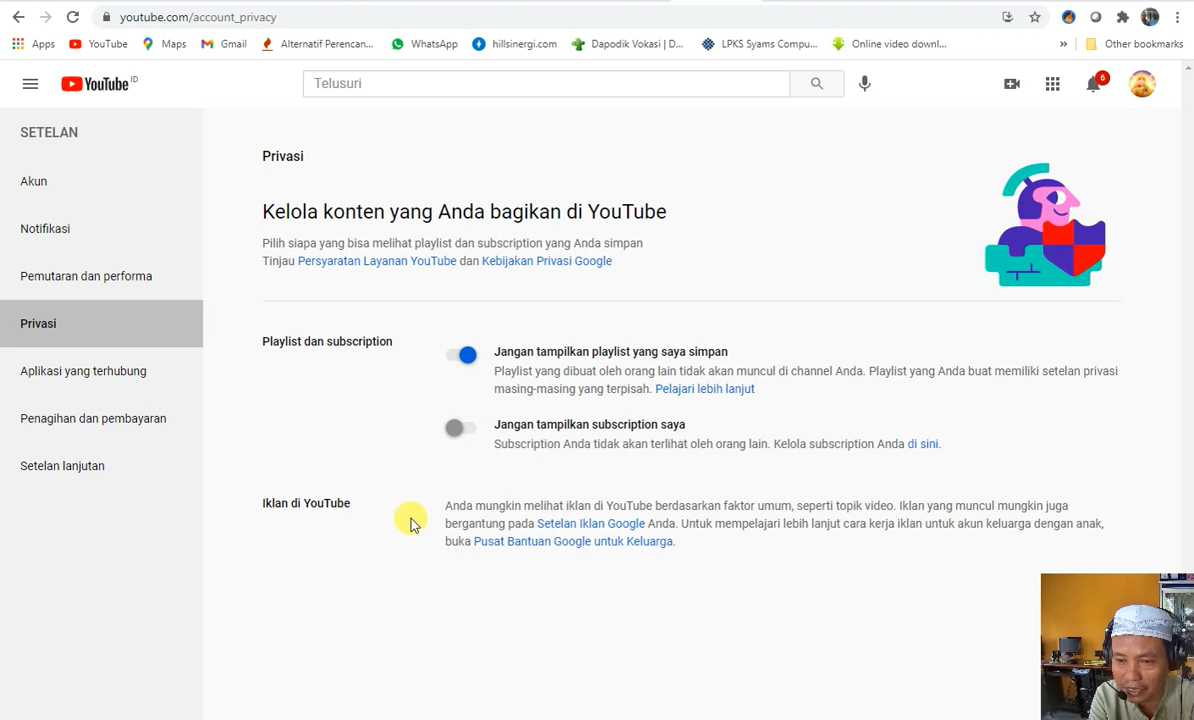 youtube.com/account_privacy
Apps YouTube Maps Gmail Alternatif Perencan... WhatsApp hillsinergi.com Dapodik Vokasi | D... LPKS Syams Compu... Online video downl... » Other bookmarks
YouTube ID Telusuri 6
SETELAN
Akun
Notifikasi
Pemutaran dan performa
Privasi
Aplikasi yang terhubung
Penagihan dan pembayaran
Setelan lanjutan
Privasi
Kelola konten yang Anda bagikan di YouTube
Pilih siapa yang bisa melihat playlist dan subscription yang Anda simpan
Tinjau Persyaratan Layanan YouTube dan Kebijakan Privasi Google
Playlist dan subscription
Jangan tampilkan playlist yang saya simpan
Playlist yang dibuat oleh orang lain tidak akan muncul di channel Anda. Playlist yang Anda buat memiliki setelan privasi
masing-masing yang terpisah. Pelajari lebih lanjut
Jangan tampilkan subscription saya
Subscription Anda tidak akan terlihat oleh orang lain. Kelola subscription Anda di sini.
Iklan di YouTube
Anda mungkin melihat iklan di YouTube berdasarkan faktor umum, seperti topik video. Iklan yang muncul mungkin juga
bergantung pada Setelan Iklan Google Anda. Untuk mempelajari lebih lanjut cara kerja iklan untuk akun keluarga dengan anak,
buka Pusat Bantuan Google untuk Keluarga.